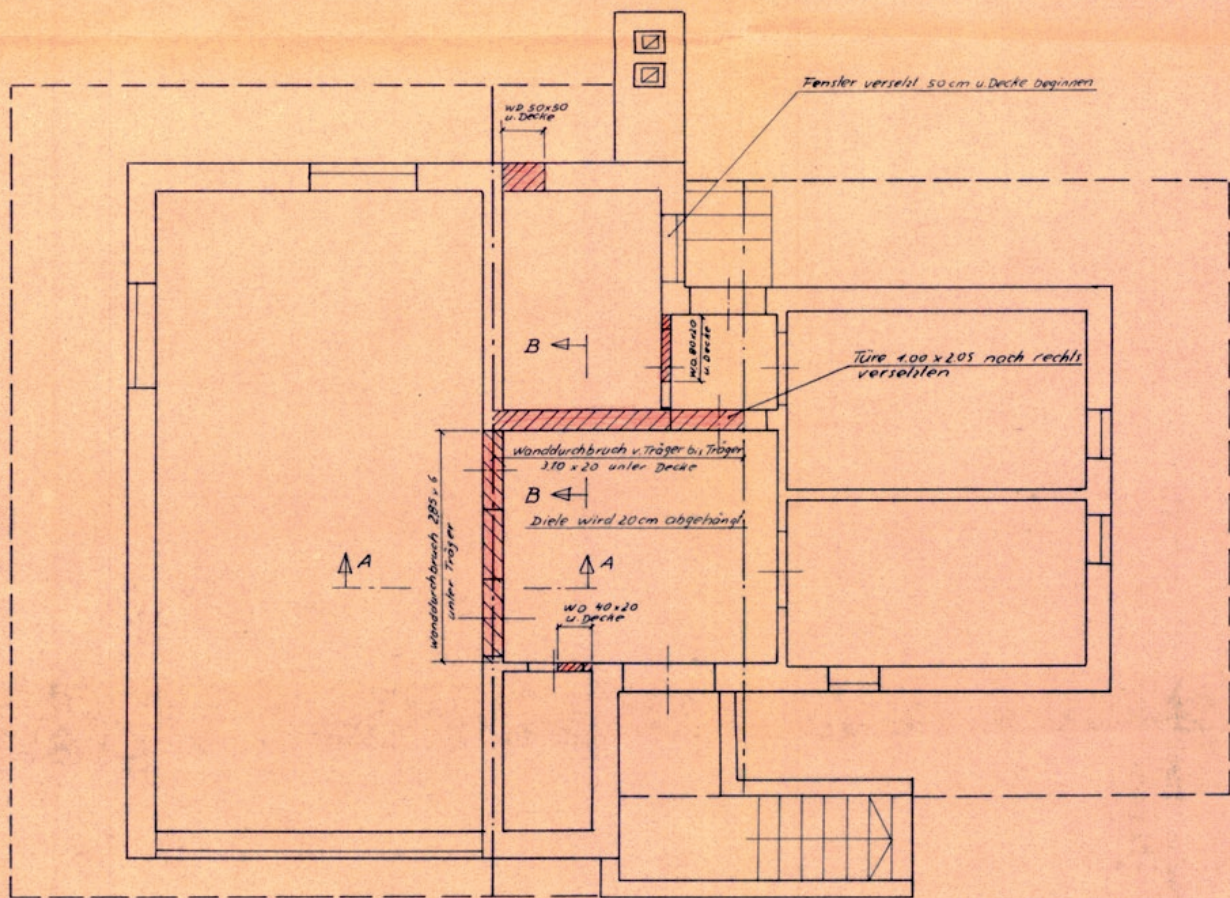 Fenster versetzt 50 cm u. Decke beginnen
WD 50x50
u. Decke
B
WD 80x20
u. Decke
Türe 1.00 x 2.05 nach rechts
versetzten
Wanddurchbruch v. Träger bis Träger
3.10 x 20 unter Decke
B
Diele wird 20cm abgehängt
Wanddurchbruch 2.85 x 6
unter Träger
A
A
WD 40x20
u. Decke